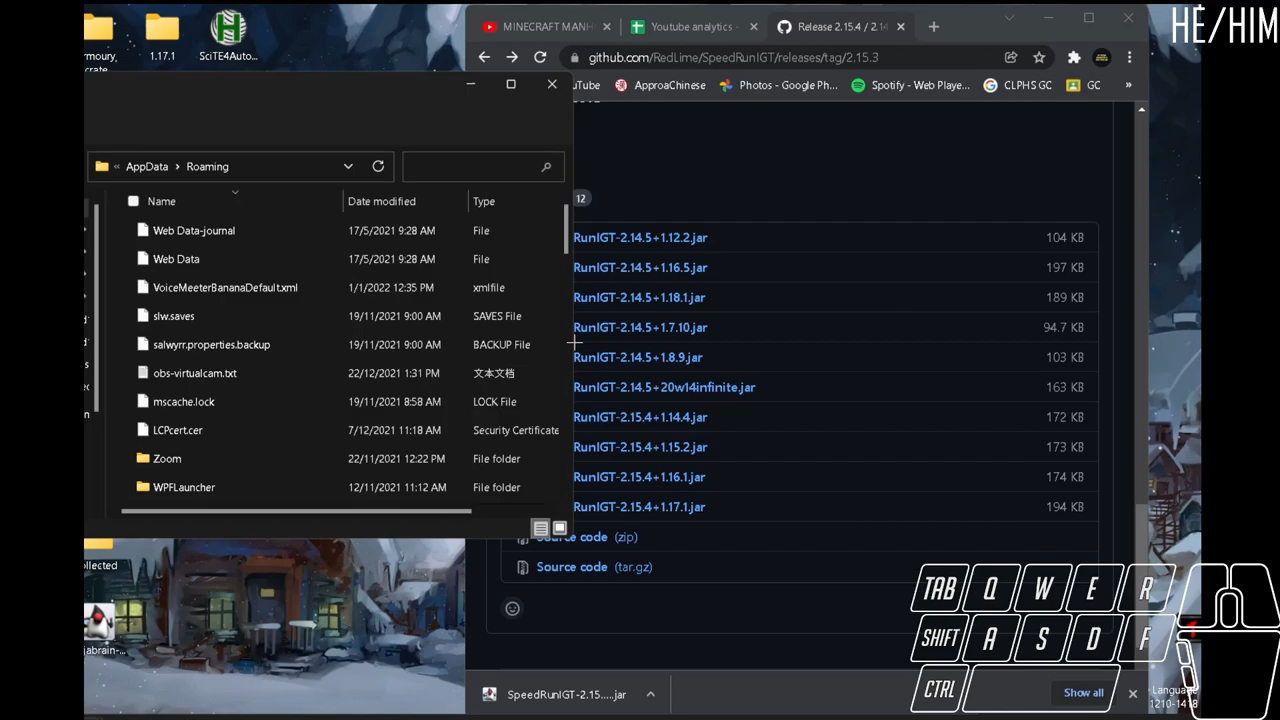 HE/HIM
armoury
crate
1.17.1
SciTE4Auto...
MINECRAFT MANH
Youtube analytics -
Release 2.15.4 / 2.14
github.com/RedLime/SpeedRunIGT/releases/tag/2.15.3
uTube
ApproaChinese
Photos - Google Ph...
Spotify - Web Playe...
CLPHS GC
GC
»
« AppData > Roaming
Name
Date modified
Type
Web Data-journal
17/5/2021 9:28 AM
File
Web Data
17/5/2021 9:28 AM
File
VoiceMeeterBananaDefault.xml
1/1/2022 12:35 PM
xmlfile
slw.saves
19/11/2021 9:00 AM
SAVES File
salwyrr.properties.backup
19/11/2021 9:00 AM
BACKUP File
obs-virtualcam.txt
22/12/2021 1:31 PM
文本文档
mscache.lock
19/11/2021 8:58 AM
LOCK File
LCPcert.cer
7/12/2021 11:18 AM
Security Certificate
Zoom
22/11/2021 12:22 PM
File folder
WPFLauncher
12/11/2021 11:12 AM
File folder
12
RunIGT-2.14.5+1.12.2.jar
104 KB
RunIGT-2.14.5+1.16.5.jar
197 KB
RunIGT-2.14.5+1.18.1.jar
189 KB
RunIGT-2.14.5+1.7.10.jar
94.7 KB
RunIGT-2.14.5+1.8.9.jar
103 KB
RunIGT-2.14.5+20w14infinite.jar
163 KB
RunIGT-2.15.4+1.14.4.jar
172 KB
RunIGT-2.15.4+1.15.2.jar
173 KB
RunIGT-2.15.4+1.16.1.jar
174 KB
RunIGT-2.15.4+1.17.1.jar
194 KB
Source code (zip)
Source code (tar.gz)
ollected
jabrain-...
TAB Q W E R
SHIFT A S D F
CTRL
SpeedRunIGT-2.15.....jar
Show all
Language
1210-1418